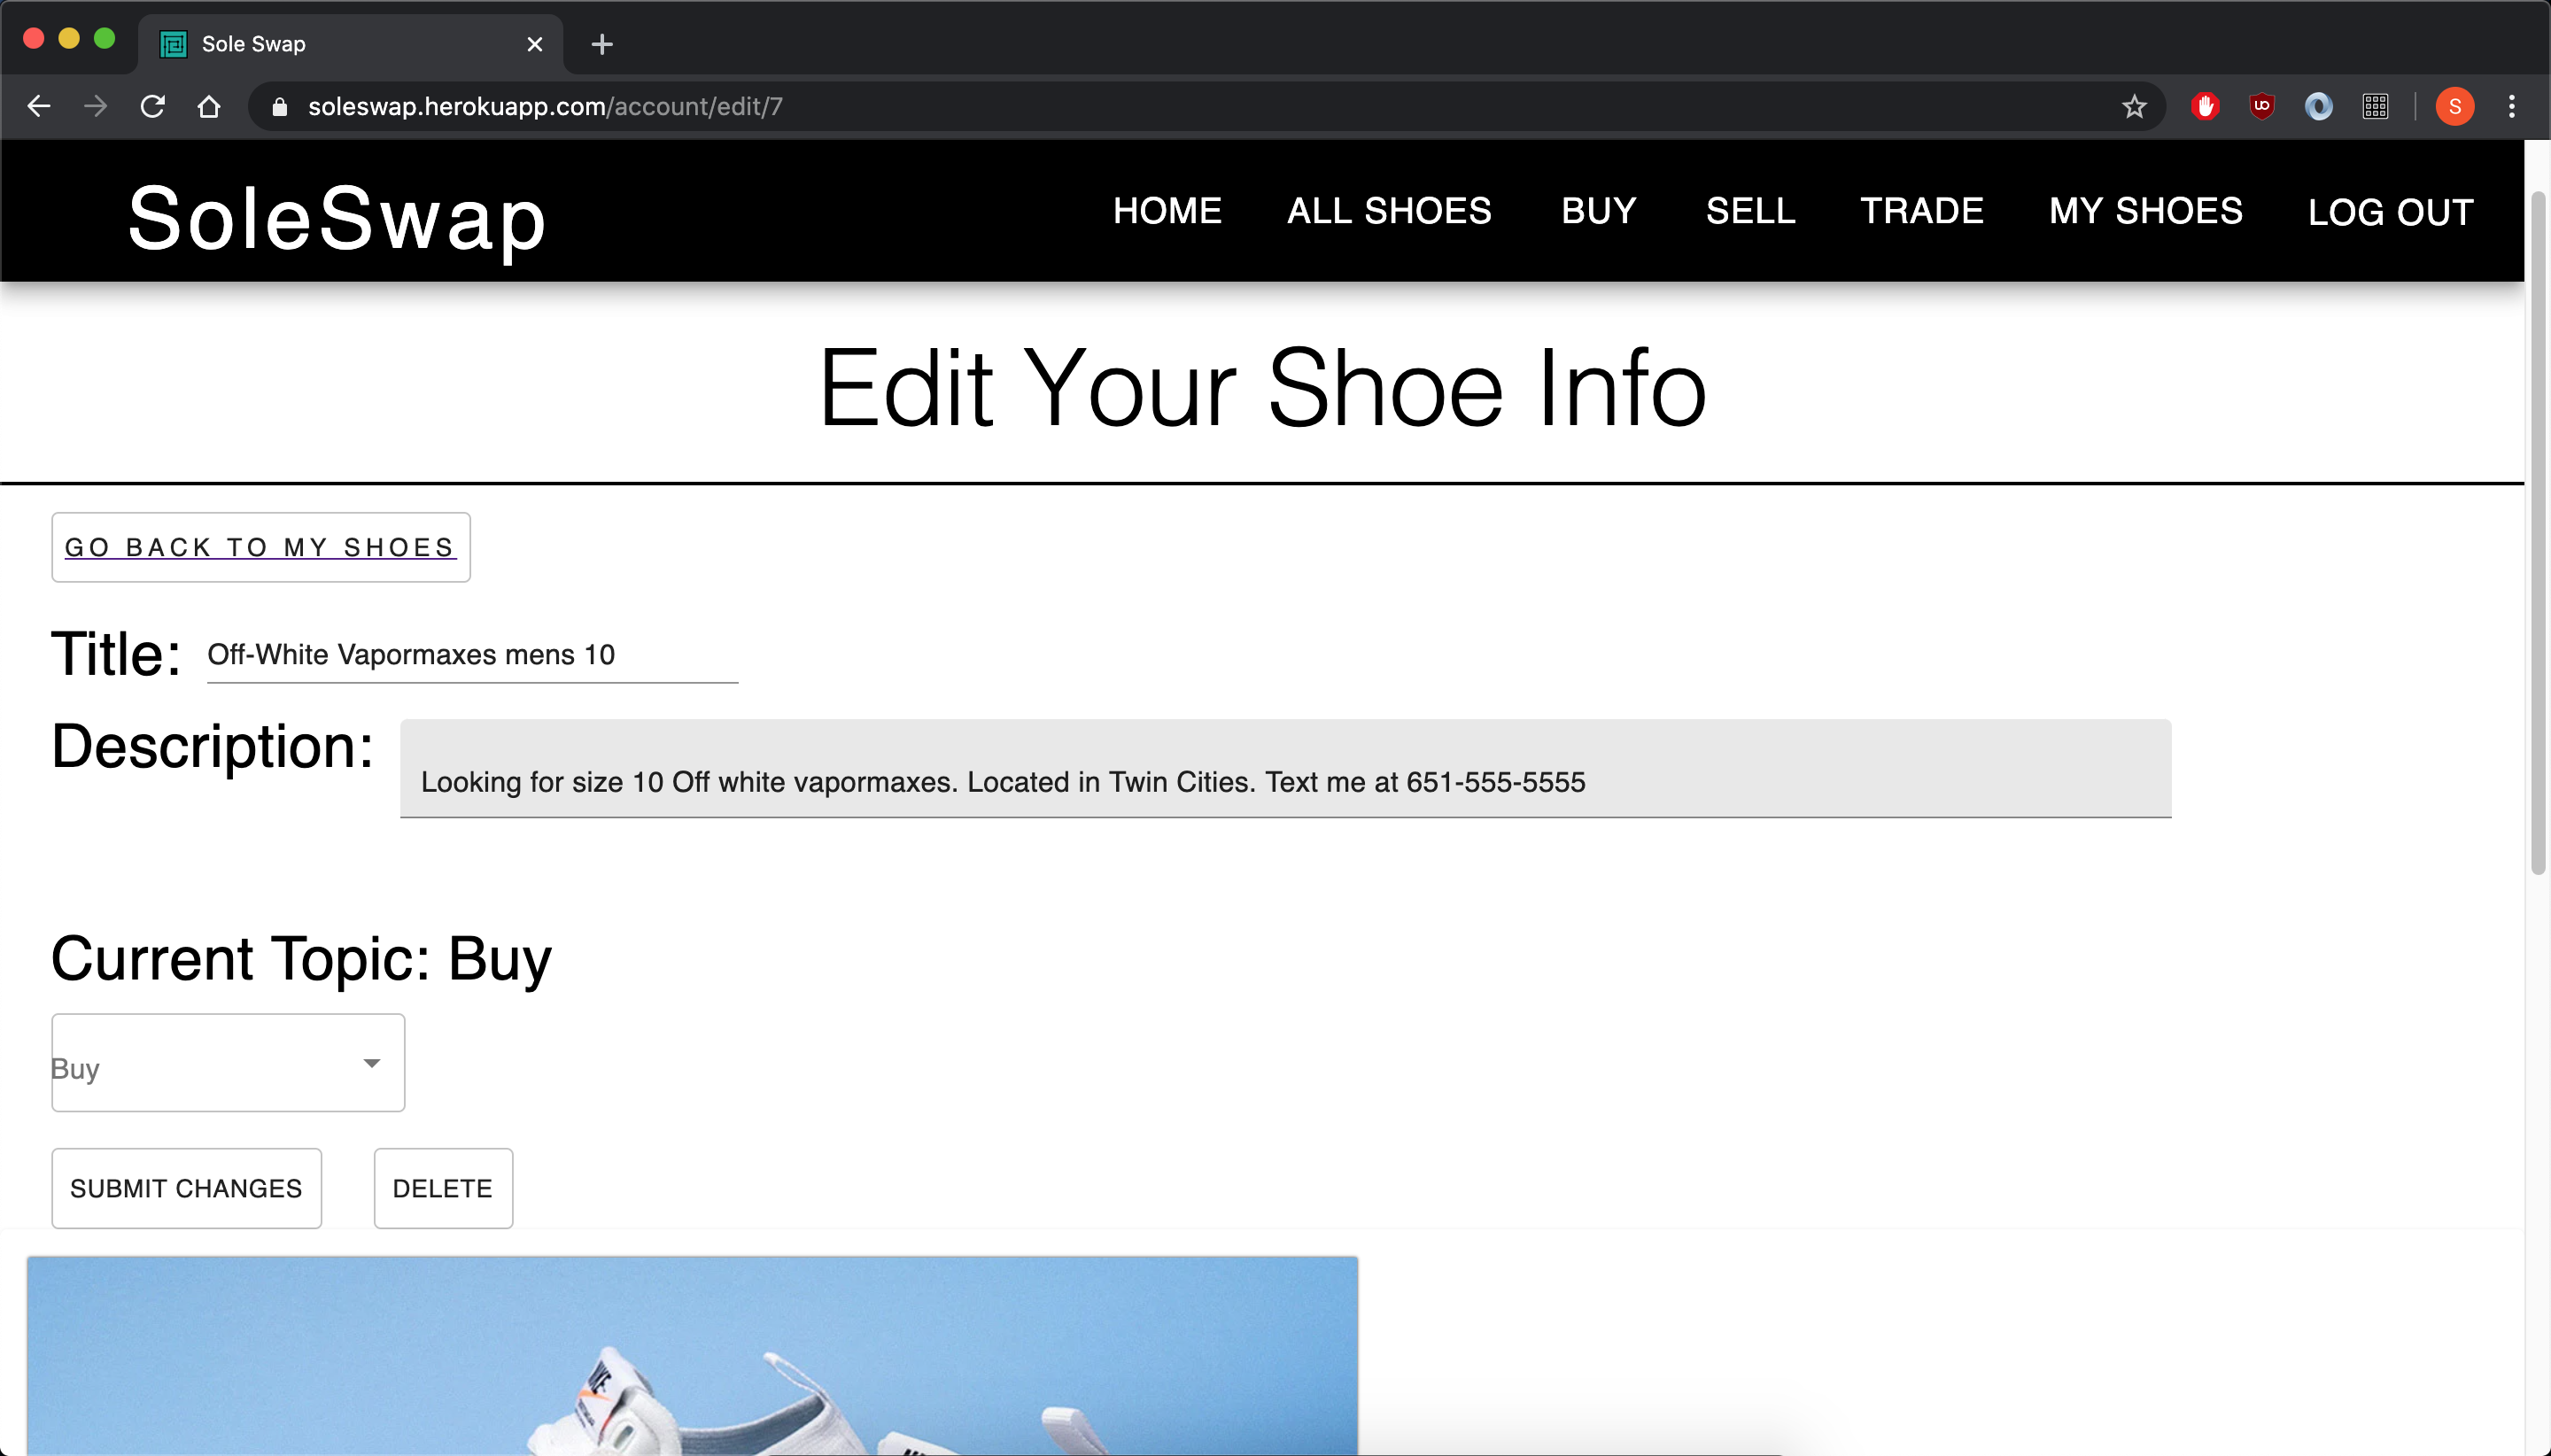 Sole Swap
soleswap.herokuapp.com/account/edit/7
S
SoleSwap
HOME ALL SHOES BUY SELL TRADE MY SHOES LOG OUT
Edit Your Shoe Info
GO BACK TO MY SHOES
Title: Off-White Vapormaxes mens 10
Description: Looking for size 10 Off white vapormaxes. Located in Twin Cities. Text me at 651-555-5555
Current Topic: Buy
Buy
SUBMIT CHANGES DELETE